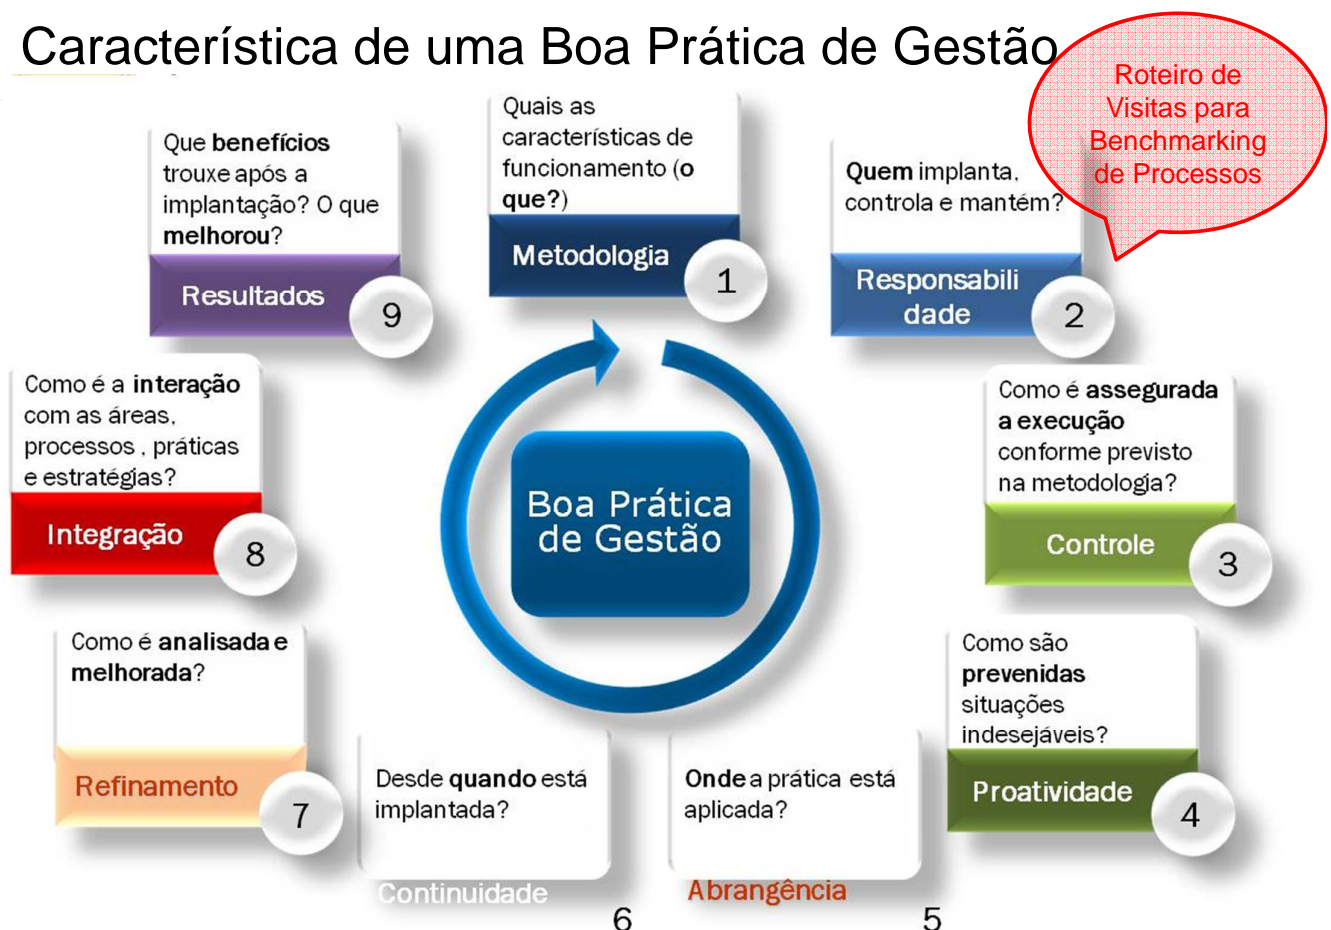 Característica de uma Boa Prática de Gestão
Roteiro de
Visitas para
Benchmarking
de Processos
Quais as
características de
funcionamento (o
que?)
Metodologia
1
Quem implanta,
controla e mantém?
Responsabili
dade
2
Como é assegurada
a execução
conforme previsto
na metodologia?
Controle
3
Como são
prevenidas
situações
indesejáveis?
Proatividade
4
Onde a prática está
aplicada?
Abrangência
5
Desde quando está
implantada?
Continuidade
6
Como é analisada e
melhorada?
Refinamento
7
Como é a interação
com as áreas,
processos , práticas
e estratégias?
Integração
8
Que benefícios
trouxe após a
implantação? O que
melhorou?
Resultados
9
Boa Prática
de Gestão